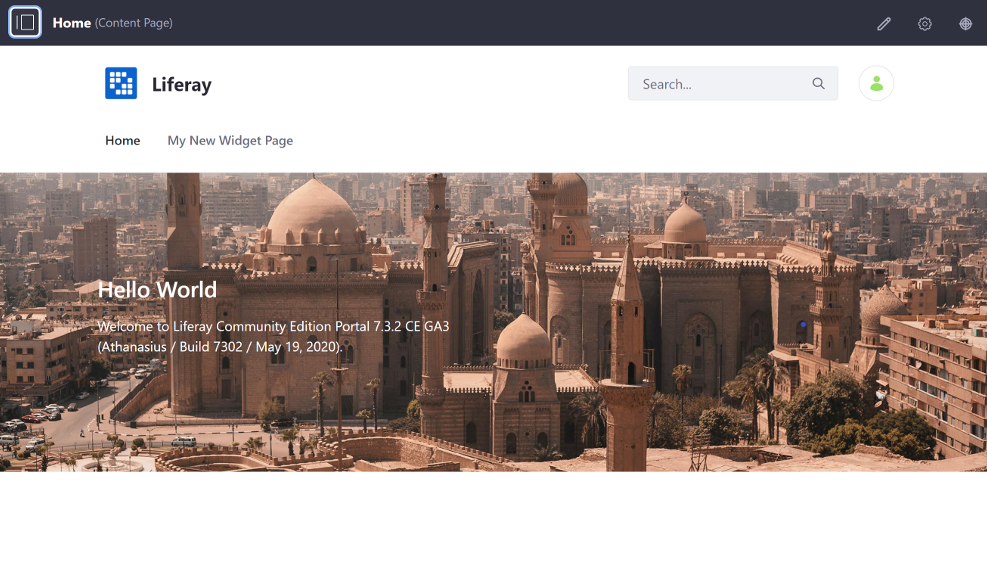 Home (Content Page)
Liferay
Search...
Home My New Widget Page
Hello World
Welcome to Liferay Community Edition Portal 7.3.2 CE GA3
(Athanasius / Build 7302 / May 19, 2020).